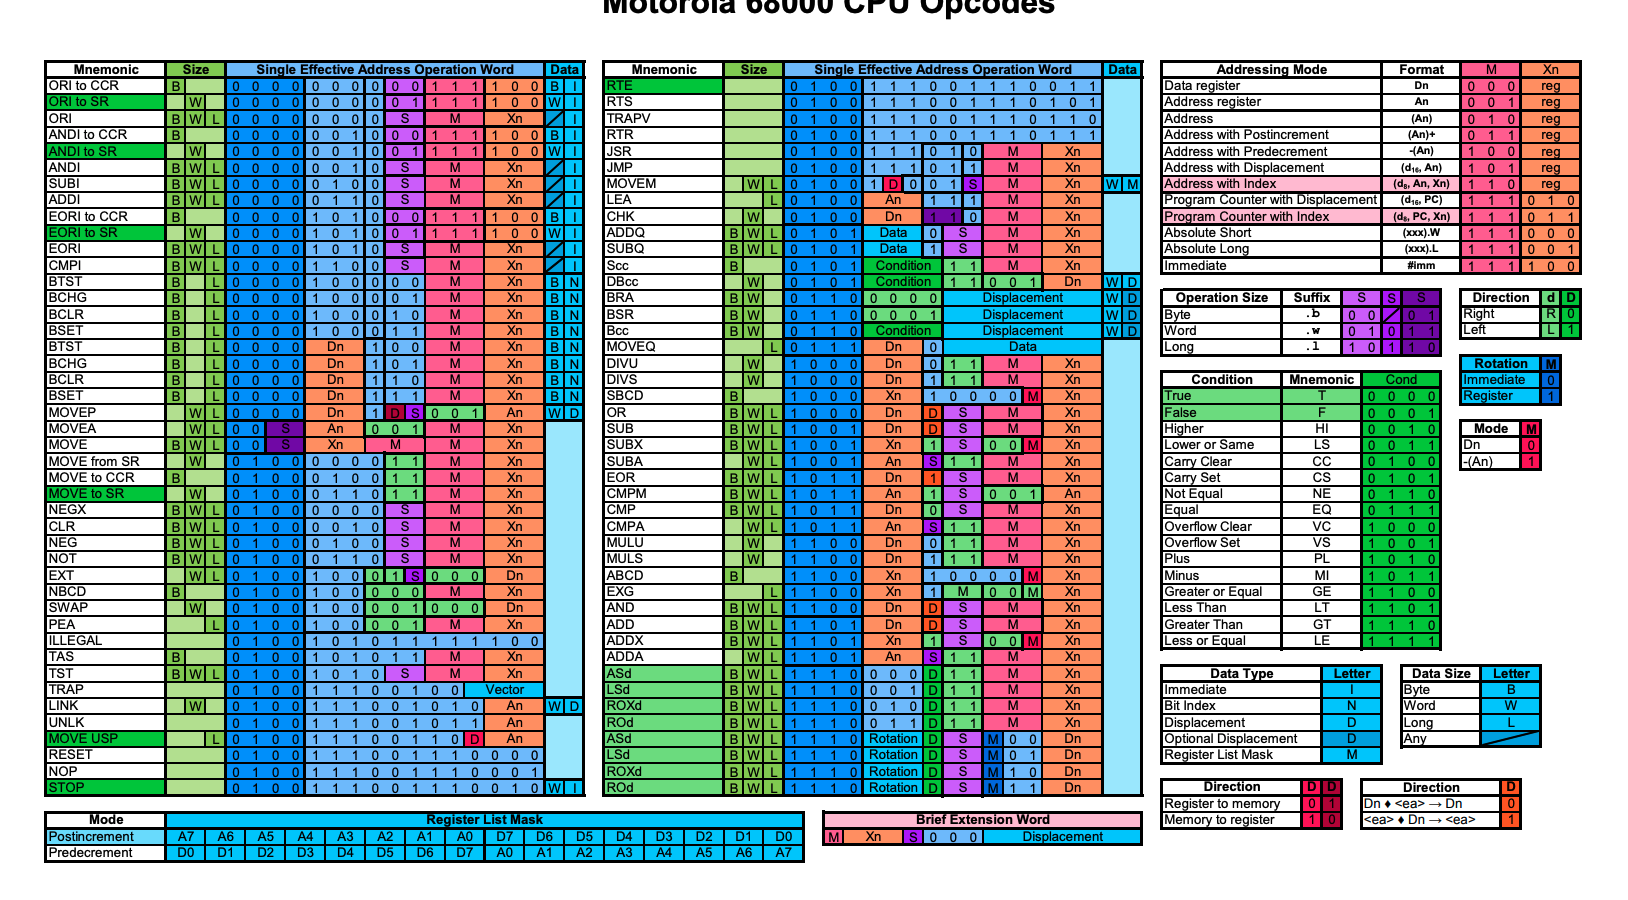 Motorola 68000 CPU Opcodes
Mnemonic Size Single Effective Address Operation Word Data
ORI to CCR B 0 0 0 0 0 0 0 0 0 0 1 1 1 1 0 0 B I
ORI to SR W 0 0 0 0 0 0 0 0 0 1 1 1 1 1 0 0 W I
ORI B W L 0 0 0 0 0 0 0 0 S M Xn I
ANDI to CCR B 0 0 0 0 0 0 1 0 0 0 1 1 1 1 0 0 B I
ANDI to SR W 0 0 0 0 0 0 1 0 0 1 1 1 1 1 0 0 W I
ANDI B W L 0 0 0 0 0 0 1 0 S M Xn I
SUBI B W L 0 0 0 0 0 1 0 0 S M Xn I
ADDI B W L 0 0 0 0 0 1 1 0 S M Xn I
EORI to CCR B 0 0 0 0 1 0 1 0 0 0 1 1 1 1 0 0 B I
EORI to SR W 0 0 0 0 1 0 1 0 0 1 1 1 1 1 0 0 W I
EORI B W L 0 0 0 0 1 0 1 0 S M Xn I
CMPI B W L 0 0 0 0 1 1 0 0 S M Xn I
BTST B L 0 0 0 0 1 0 0 0 0 0 M Xn B N
BCHG B L 0 0 0 0 1 0 0 0 0 1 M Xn B N
BCLR B L 0 0 0 0 1 0 0 0 1 0 M Xn B N
BSET B L 0 0 0 0 1 0 0 0 1 1 M Xn B N
BTST B L 0 0 0 0 Dn 1 0 0 M Xn B N
BCHG B L 0 0 0 0 Dn 1 0 1 M Xn B N
BCLR B L 0 0 0 0 Dn 1 1 0 M Xn B N
BSET B L 0 0 0 0 Dn 1 1 1 M Xn B N
MOVEP W L 0 0 0 0 Dn 1 D S 0 0 1 An W D
MOVEA W L 0 0 S An 0 0 1 M Xn
MOVE B W L 0 0 S Xn M M Xn
MOVE from SR W 0 1 0 0 0 0 0 0 1 1 M Xn
MOVE to CCR B 0 1 0 0 0 1 0 0 1 1 M Xn
MOVE to SR W 0 1 0 0 0 1 1 0 1 1 M Xn
NEGX B W L 0 1 0 0 0 0 0 0 S M Xn
CLR B W L 0 1 0 0 0 0 1 0 S M Xn
NEG B W L 0 1 0 0 0 1 0 0 S M Xn
NOT B W L 0 1 0 0 0 1 1 0 S M Xn
EXT W L 0 1 0 0 1 0 0 0 1 S 0 0 0 Dn
NBCD B 0 1 0 0 1 0 0 0 0 0 M Xn
SWAP W 0 1 0 0 1 0 0 0 0 1 0 0 0 Dn
PEA L 0 1 0 0 1 0 0 0 0 1 M Xn
ILLEGAL 0 1 0 0 1 0 1 0 1 1 1 1 1 1 0 0
TAS B 0 1 0 0 1 0 1 0 1 1 M Xn
TST B W L 0 1 0 0 1 0 1 0 S M Xn
TRAP 0 1 0 0 1 1 1 0 0 1 0 0 Vector
LINK W 0 1 0 0 1 1 1 0 0 1 0 1 0 An W D
UNLK 0 1 0 0 1 1 1 0 0 1 0 1 1 An
MOVE USP L 0 1 0 0 1 1 1 0 0 1 1 0 D An
RESET 0 1 0 0 1 1 1 0 0 1 1 1 0 0 0 0
NOP 0 1 0 0 1 1 1 0 0 1 1 1 0 0 0 1
STOP 0 1 0 0 1 1 1 0 0 1 1 1 0 0 1 0 W I
Mnemonic Size Single Effective Address Operation Word Data
RTE 0 1 0 0 1 1 1 0 0 1 1 1 0 0 1 1
RTS 0 1 0 0 1 1 1 0 0 1 1 1 0 1 0 1
TRAPV 0 1 0 0 1 1 1 0 0 1 1 1 0 1 1 0
RTR 0 1 0 0 1 1 1 0 0 1 1 1 0 1 1 1
JSR 0 1 0 0 1 1 1 0 1 0 M Xn
JMP 0 1 0 0 1 1 1 0 1 1 M Xn
MOVEM W L 0 1 0 0 1 D 0 0 1 S M Xn W M
LEA L 0 1 0 0 An 1 1 1 M Xn
CHK W 0 1 0 0 Dn 1 1 0 M Xn
ADDQ B W L 0 1 0 1 Data 0 S M Xn
SUBQ B W L 0 1 0 1 Data 1 S M Xn
Scc B 0 1 0 1 Condition 1 1 M Xn
DBcc W 0 1 0 1 Condition 1 1 0 0 1 Dn W D
BRA B W 0 1 1 0 0 0 0 0 Displacement W D
BSR B W 0 1 1 0 0 0 0 1 Displacement W D
Bcc B W 0 1 1 0 Condition Displacement W D
MOVEQ L 0 1 1 1 Dn 0 Data
DIVU W 1 0 0 0 Dn 0 1 1 M Xn
DIVS W 1 0 0 0 Dn 1 1 1 M Xn
SBCD B 1 0 0 0 Xn 1 0 0 0 0 M Xn
OR B W L 1 0 0 0 Dn D S M Xn
SUB B W L 1 0 0 1 Dn D S M Xn
SUBX B W L 1 0 0 1 Xn 1 S 0 0 M Xn
SUBA W L 1 0 0 1 An S 1 1 M Xn
EOR B W L 1 0 1 1 Dn 1 S M Xn
CMPM B W L 1 0 1 1 An 1 S 0 0 1 An
CMP B W L 1 0 1 1 Dn 0 S M Xn
CMPA W L 1 0 1 1 An S 1 1 M Xn
MULU W 1 1 0 0 Dn 0 1 1 M Xn
MULS W 1 1 0 0 Dn 1 1 1 M Xn
ABCD B 1 1 0 0 Xn 1 0 0 0 0 M Xn
EXG L 1 1 0 0 Xn 1 M 0 0 M Xn
AND B W L 1 1 0 0 Dn D S M Xn
ADD B W L 1 1 0 1 Dn D S M Xn
ADDX B W L 1 1 0 1 Xn 1 S 0 0 M Xn
ADDA W L 1 1 0 1 An S 1 1 M Xn
ASd B W L 1 1 1 0 0 0 0 D 1 1 M Xn
LSd B W L 1 1 1 0 0 0 1 D 1 1 M Xn
ROXd B W L 1 1 1 0 0 1 0 D 1 1 M Xn
ROd B W L 1 1 1 0 0 1 1 D 1 1 M Xn
ASd B W L 1 1 1 0 Rotation D S M 0 0 Dn
LSd B W L 1 1 1 0 Rotation D S M 0 1 Dn
ROXd B W L 1 1 1 0 Rotation D S M 1 0 Dn
ROd B W L 1 1 1 0 Rotation D S M 1 1 Dn
Addressing Mode Format M Xn
Data register Dn 0 0 0 reg
Address register An 0 0 1 reg
Address (An) 0 1 0 reg
Address with Postincrement (An)+ 0 1 1 reg
Address with Predecrement -(An) 1 0 0 reg
Address with Displacement (d₁₆, An) 1 0 1 reg
Address with Index (d₈, An, Xn) 1 1 0 reg
Program Counter with Displacement (d₁₆, PC) 1 1 1 0 1 0
Program Counter with Index (d₈, PC, Xn) 1 1 1 0 1 1
Absolute Short (xxx).W 1 1 1 0 0 0
Absolute Long (xxx).L 1 1 1 0 0 1
Immediate #imm 1 1 1 1 0 0
Operation Size Suffix S S S
Byte .b 0 0 0 1
Word .w 0 1 0 1 1
Long .l 1 0 1 1 0
Direction d D
Right R 0
Left L 1
Rotation M
Immediate 0
Register 1
Mode M
Dn 0
-(An) 1
Condition Mnemonic Cond
True T 0 0 0 0
False F 0 0 0 1
Higher HI 0 0 1 0
Lower or Same LS 0 0 1 1
Carry Clear CC 0 1 0 0
Carry Set CS 0 1 0 1
Not Equal NE 0 1 1 0
Equal EQ 0 1 1 1
Overflow Clear VC 1 0 0 0
Overflow Set VS 1 0 0 1
Plus PL 1 0 1 0
Minus MI 1 0 1 1
Greater or Equal GE 1 1 0 0
Less Than LT 1 1 0 1
Greater Than GT 1 1 1 0
Less or Equal LE 1 1 1 1
Data Type Letter
Immediate I
Bit Index N
Displacement D
Optional Displacement D
Register List Mask M
Data Size Letter
Byte B
Word W
Long L
Any
Direction D D
Register to memory 0 1
Memory to register 1 0
Direction D
Dn ♦ <ea> → Dn 0
<ea> ♦ Dn → <ea> 1
Mode Register List Mask
Postincrement A7 A6 A5 A4 A3 A2 A1 A0 D7 D6 D5 D4 D3 D2 D1 D0
Predecrement D0 D1 D2 D3 D4 D5 D6 D7 A0 A1 A2 A3 A4 A5 A6 A7
Brief Extension Word
M Xn S 0 0 0 Displacement